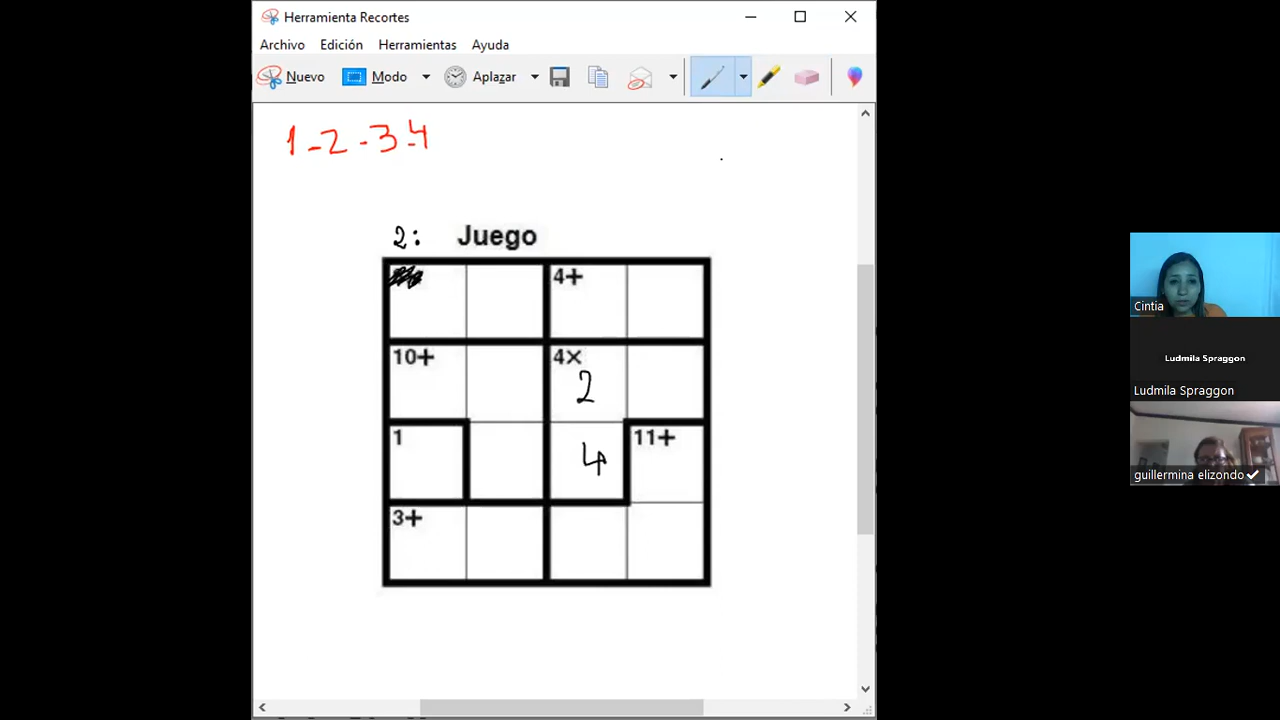 Herramienta Recortes
Archivo Edición Herramientas Ayuda
Nuevo Modo Aplazar
1-2-3-4
2: Juego
4+
10+ 4×
2
1 11+
4
3+
Cintia
Ludmila Spraggon
Ludmila Spraggon
guillermina elizondo